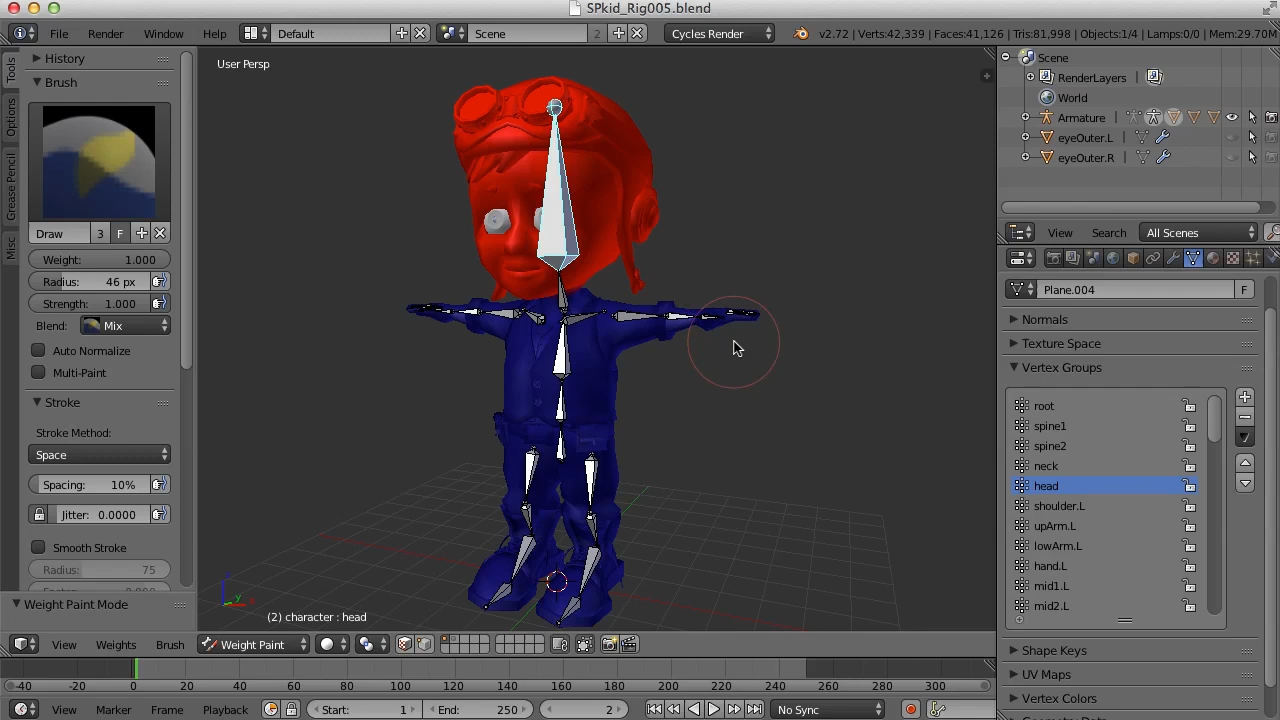 SPkid_Rig005.blend
File Render Window Help Default Scene 2 Cycles Render v2.72 | Verts:42,339 | Faces:41,126 | Tris:81,998 | Objects:1/4 | Lamps:0/0 | Mem:29.70M
Tools
Options
Grease Pencil
Misc
History
Brush
Draw 3 F
Weight: 1.000
Radius: 46 px
Strength: 1.000
Blend: Mix
Auto Normalize
Multi-Paint
Stroke
Stroke Method:
Space
Spacing: 10%
Jitter: 0.0000
Smooth Stroke
Radius: 75
Weight Paint Mode
User Persp
(2) character : head
Scene
RenderLayers
World
Armature
eyeOuter.L
eyeOuter.R
View Search All Scenes
Plane.004 F
Normals
Texture Space
Vertex Groups
root
spine1
spine2
neck
head
shoulder.L
upArm.L
lowArm.L
hand.L
mid1.L
mid2.L
Shape Keys
UV Maps
Vertex Colors
View Weights Brush Weight Paint
-40 -20 0 20 40 60 80 100 120 140 160 180 200 220 240 260 280 300
View Marker Frame Playback Start: 1 End: 250 2 No Sync